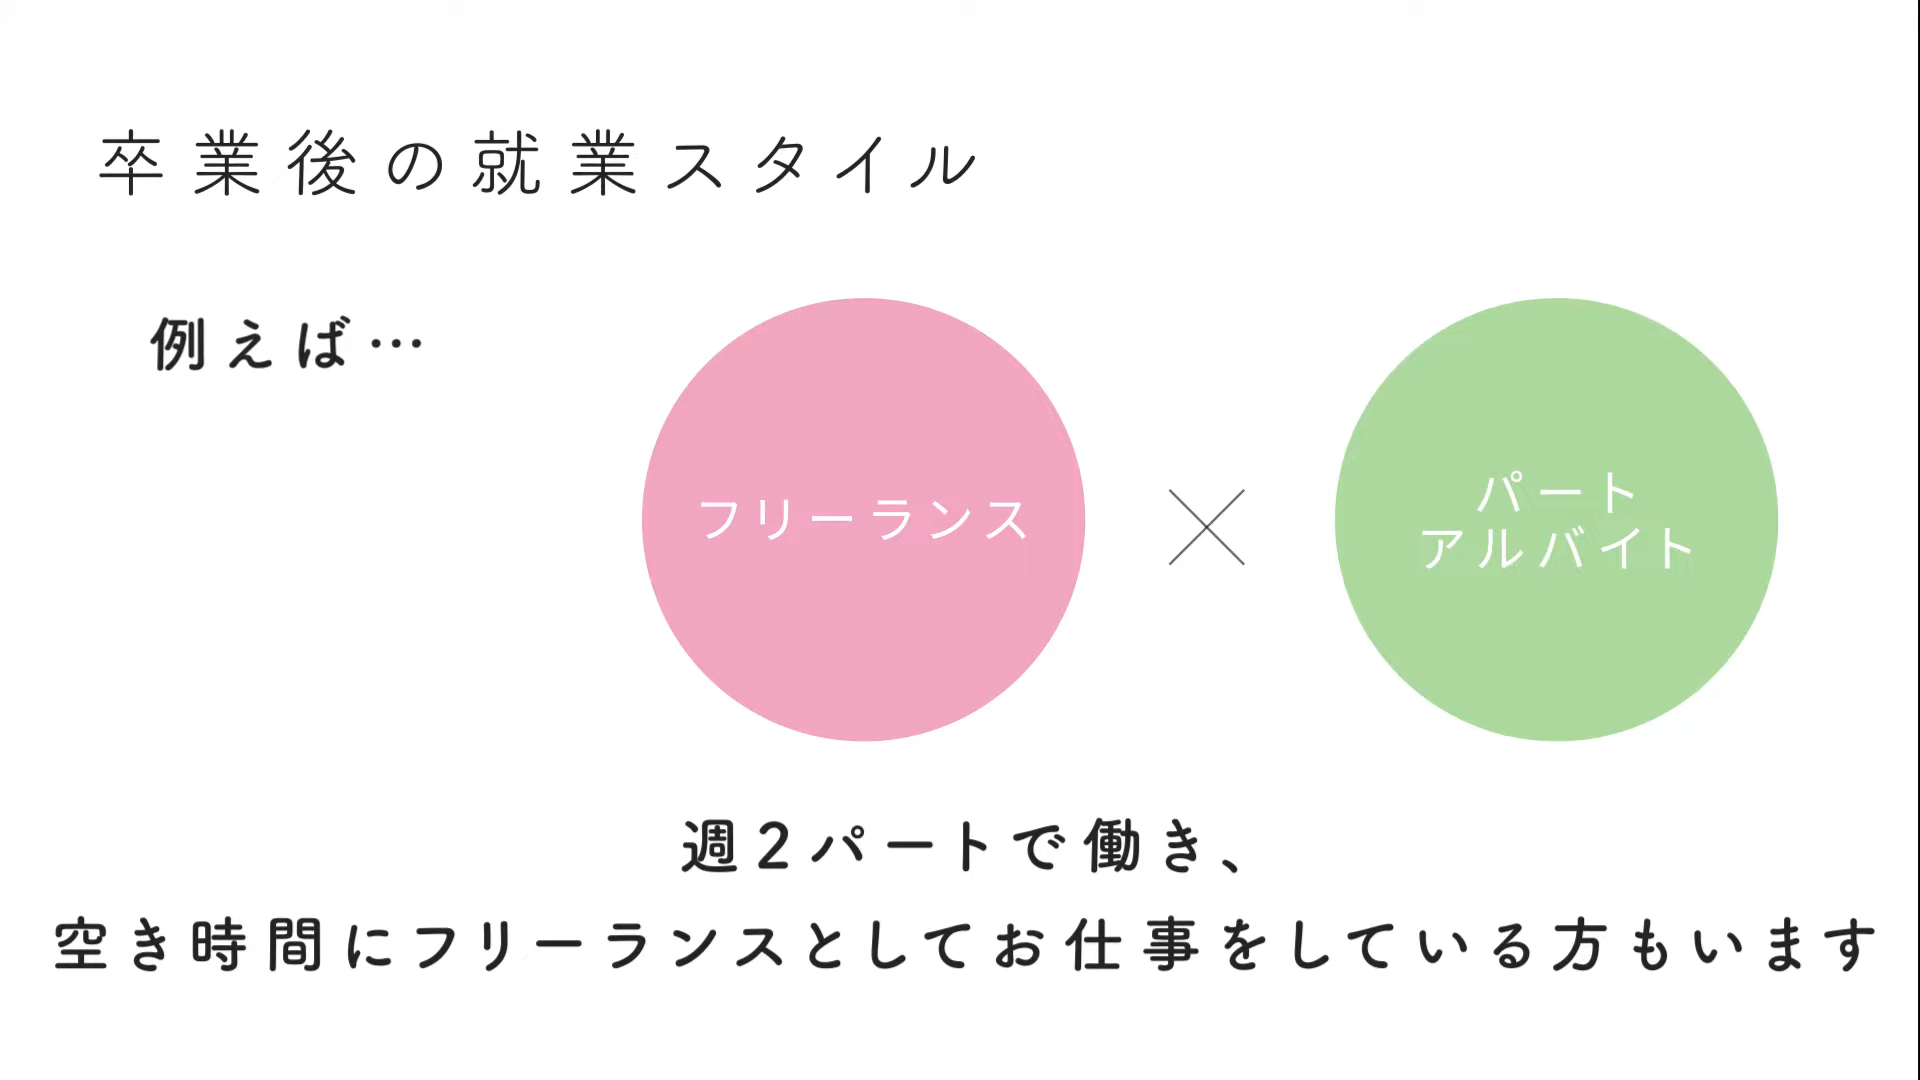 卒業後の就業スタイル
例えば…
フリーランス
パート
アルバイト
週2パートで働き、
空き時間にフリーランスとしてお仕事をしている方もいます